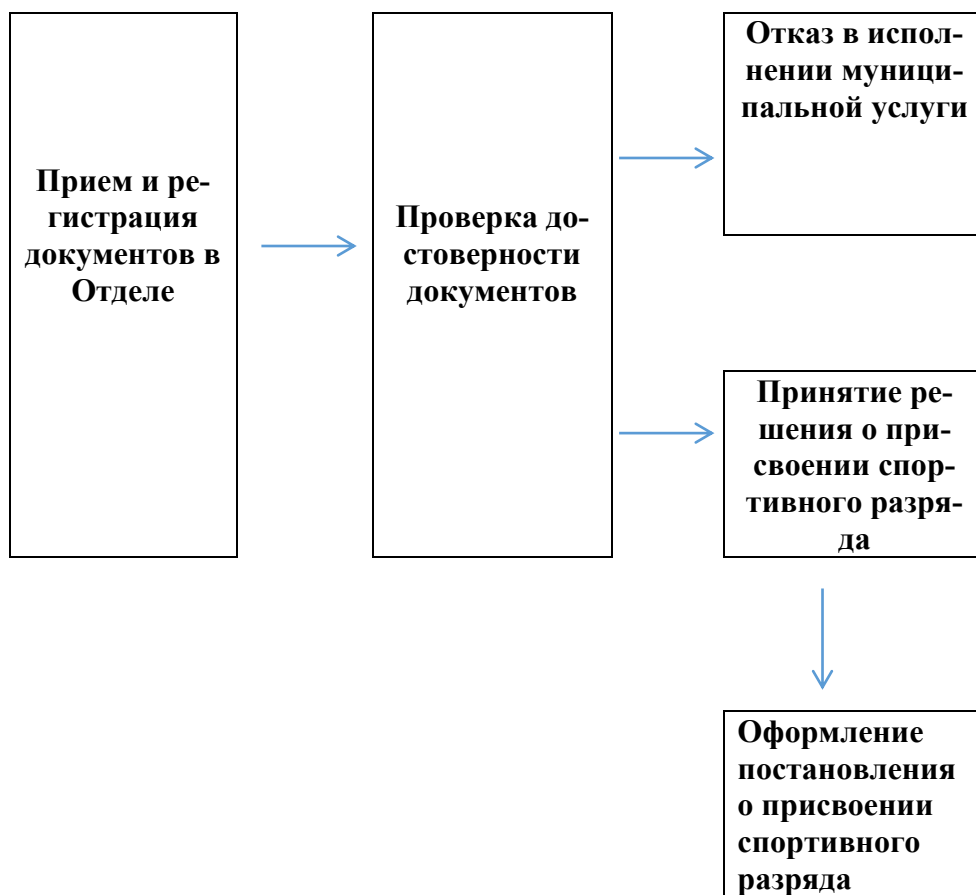 Прием и ре-
гистрация
документов в
Отделе
Проверка до-
стоверности
документов
Отказ в испол-
нении муници-
пальной услуги
Принятие ре-
шения о при-
своении спор-
тивного разря-
да
Оформление
постановления
о присвоении
спортивного
разряда